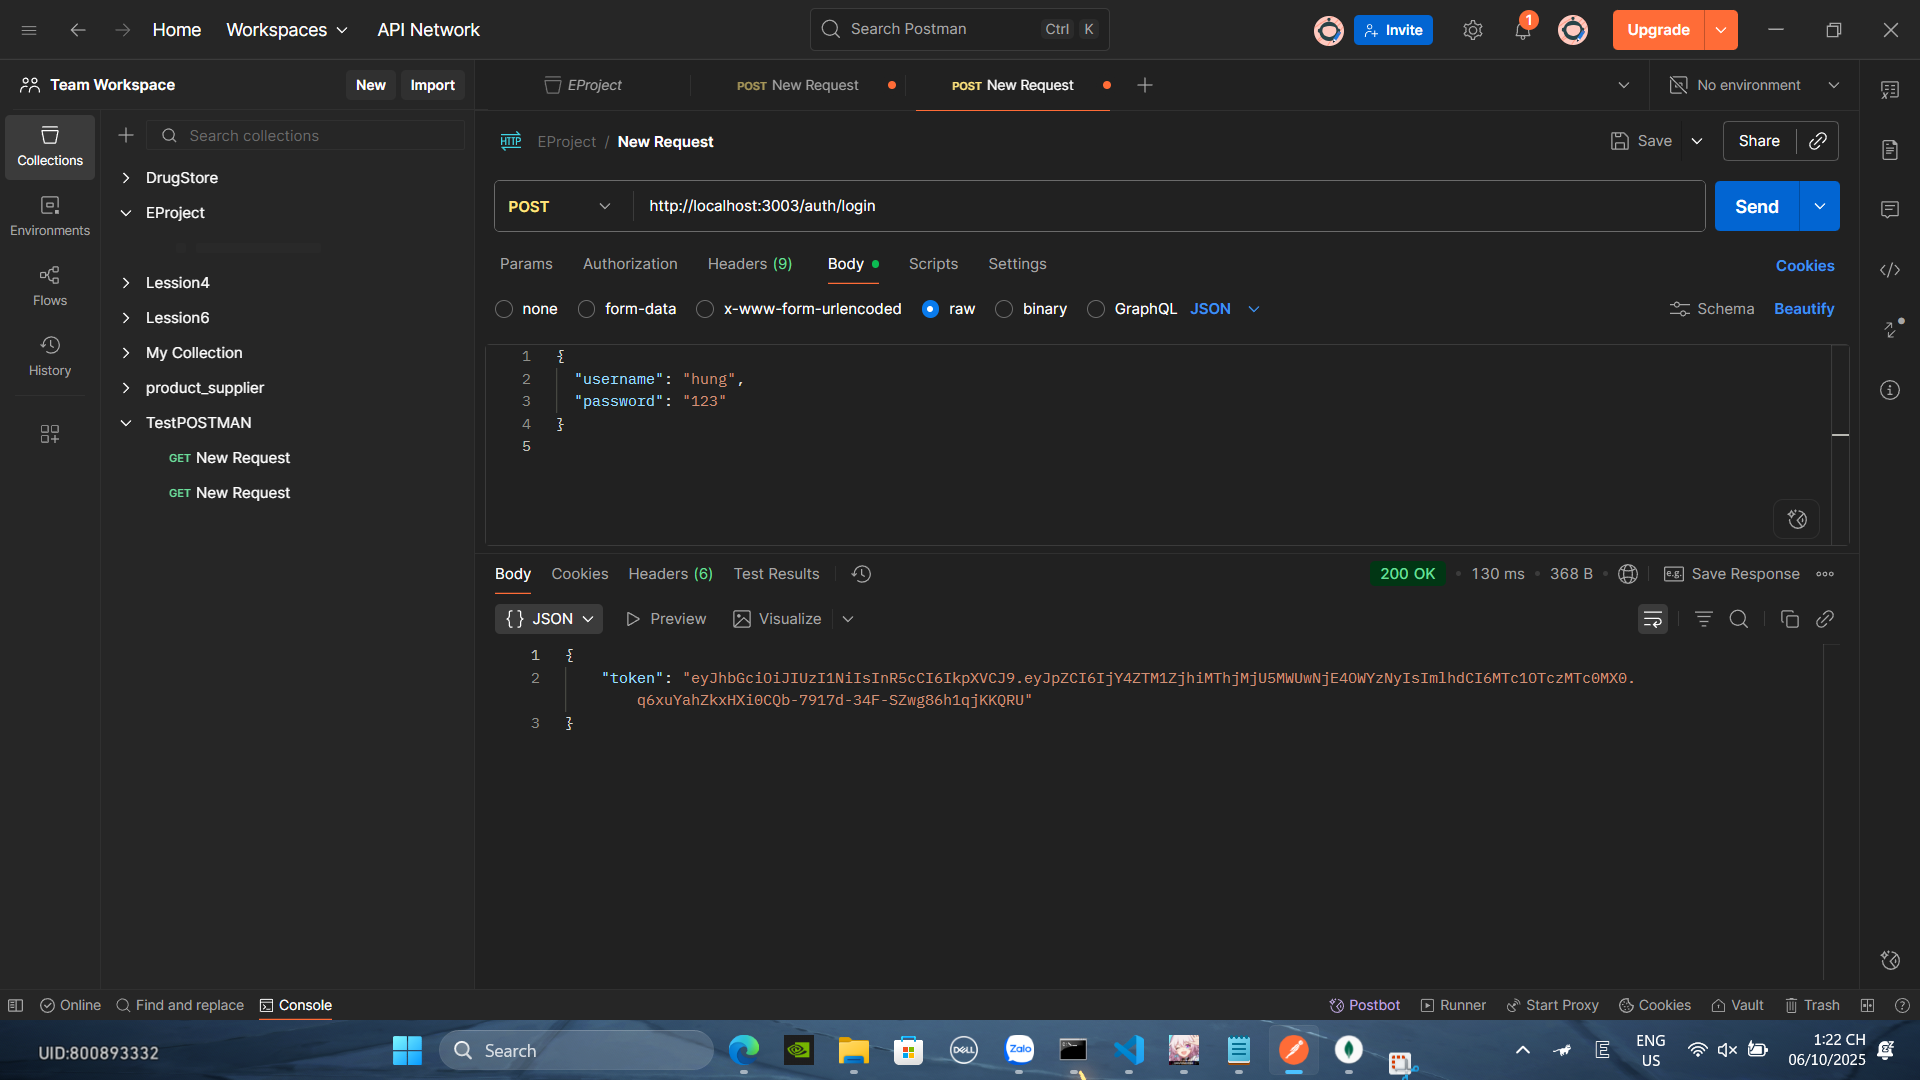 Home
Workspaces
API Network
Search Postman
Ctrl K
Invite
1
Upgrade
Team Workspace
New
Import
EProject
POST New Request
POST New Request
No environment
Collections
Environments
Flows
History
Search collections
DrugStore
EProject
Lession4
Lession6
My Collection
product_supplier
TestPOSTMAN
GET New Request
GET New Request
HTTP EProject / New Request
Save
Share
POST
http://localhost:3003/auth/login
Send
Params
Authorization
Headers (9)
Body
Scripts
Settings
Cookies
none
form-data
x-www-form-urlencoded
raw
binary
GraphQL
JSON
Schema
Beautify
1 {
2 "username": "hung",
3 "password": "123"
4 }
5
Body
Cookies
Headers (6)
Test Results
200 OK
130 ms
368 B
e.g. Save Response
{} JSON
Preview
Visualize
1 {
2 "token": "eyJhbGciOiJIUzI1NiIsInR5cCI6IkpXVCJ9.eyJpZCI6IjY4ZTM1ZjhiMThjMjU5MWUwNjE4OWYzNyIsImlhdCI6MTc1OTczMTc0MX0.
q6xuYahZkxHXi0CQb-7917d-34F-SZwg86h1qjKKQRU"
3 }
Online
Find and replace
Console
Postbot
Runner
Start Proxy
Cookies
Vault
Trash
UID:800893332
Search
DELL
Zalo
ENG
US
1:22 CH
06/10/2025